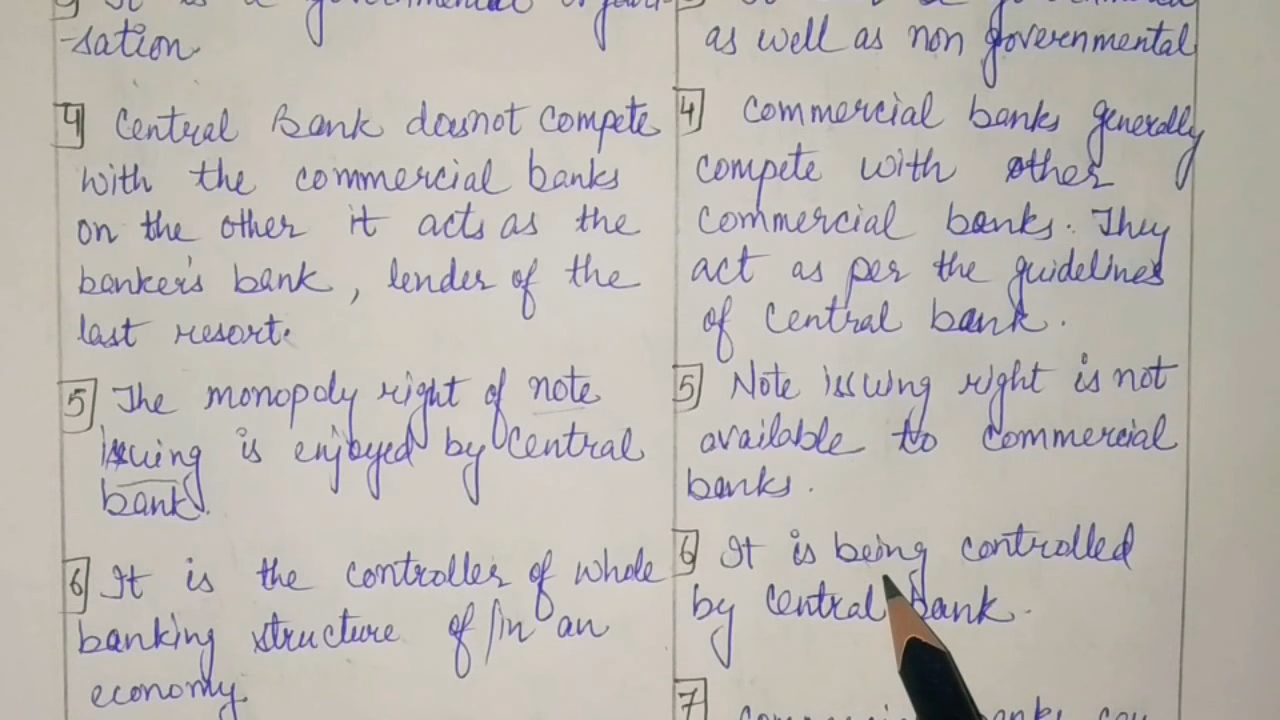 -sation
4 Central Bank doesnot compete
with the commercial banks
on the other it acts as the
banker's bank, lender of the
last resort.
5 The monopoly right of note
issuing is enjoyed by Central
bank.
6 It is the controller of whole
banking structure of/in an
economy.
as well as non governmental
4 Commercial banks generally
compete with other
commercial banks. They
act as per the guidelines
of Central bank.
5 Note issuing right is not
available to Commercial
banks.
6 It is being controlled
by Central Bank.
7